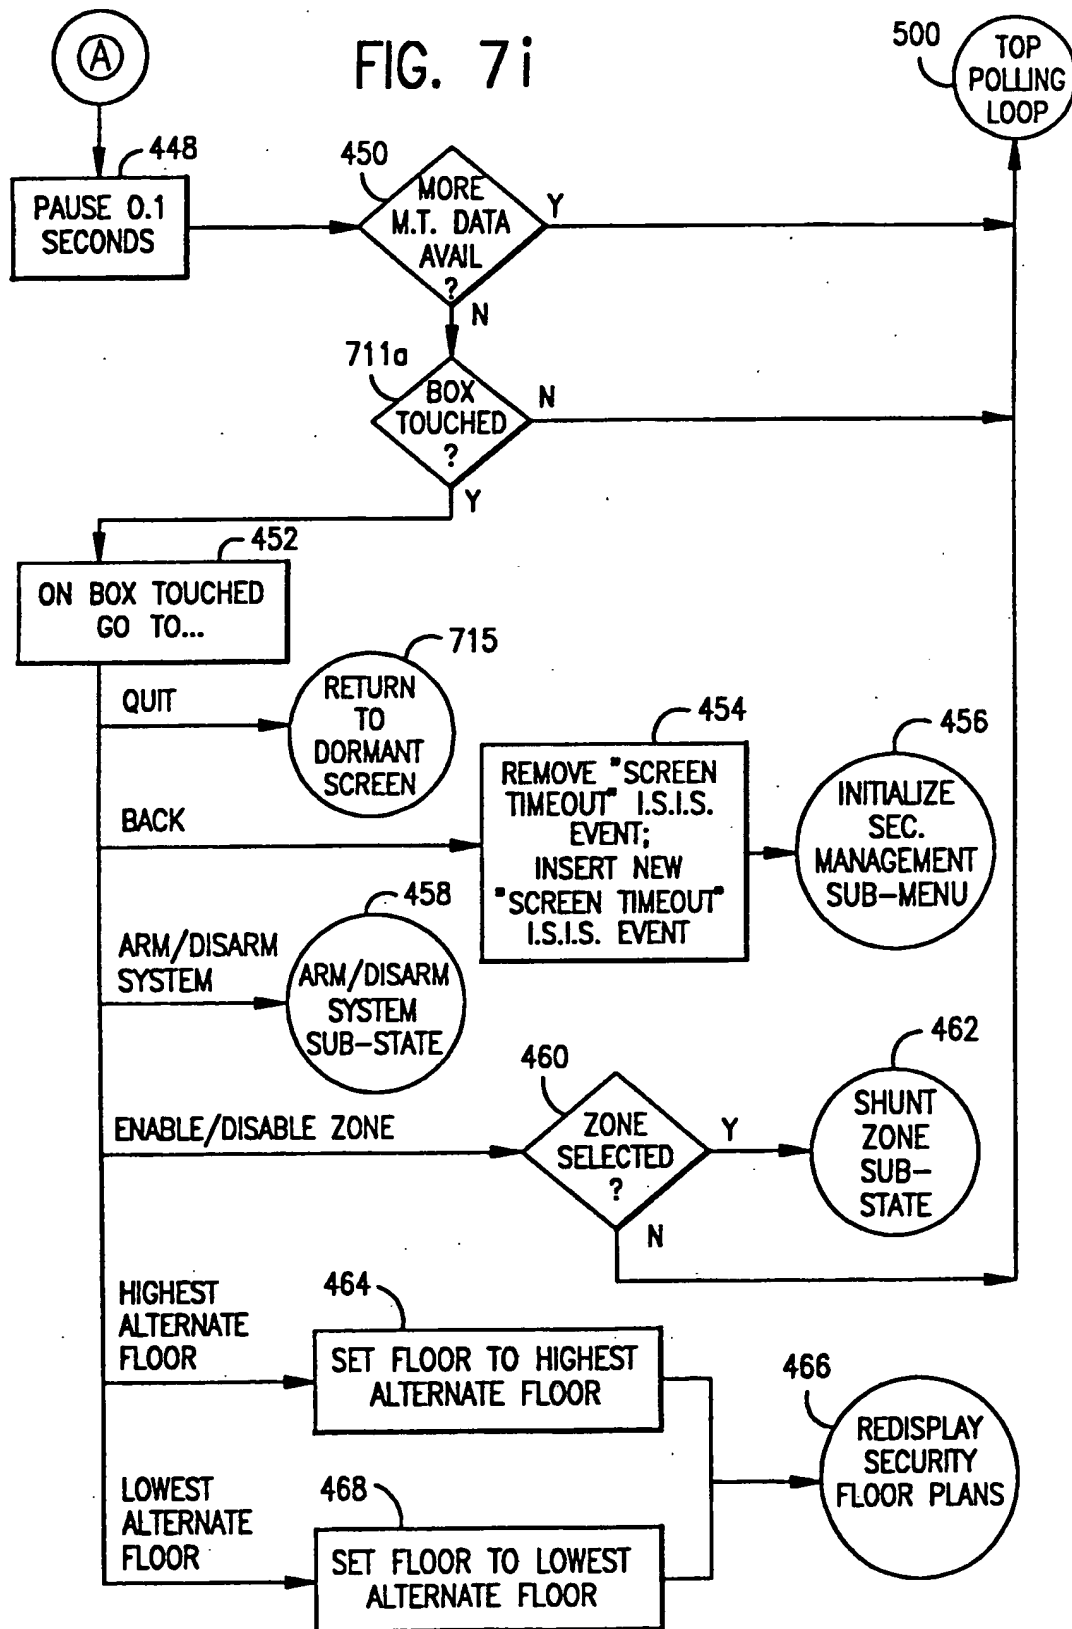 A
FIG. 7i
500
TOP
POLLING
LOOP
448
PAUSE 0.1
SECONDS
450
MORE
M.T. DATA
AVAIL
?
Y
N
711a
BOX
TOUCHED
?
N
Y
452
ON BOX TOUCHED
GO TO...
QUIT
715
RETURN
TO
DORMANT
SCREEN
BACK
454
REMOVE "SCREEN
TIMEOUT" I.S.I.S.
EVENT;
INSERT NEW
"SCREEN TIMEOUT"
I.S.I.S. EVENT
456
INITIALIZE
SEC.
MANAGEMENT
SUB-MENU
ARM/DISARM
SYSTEM
458
ARM/DISARM
SYSTEM
SUB-STATE
ENABLE/DISABLE ZONE
460
ZONE
SELECTED
?
Y
N
462
SHUNT
ZONE
SUB-
STATE
HIGHEST
ALTERNATE
FLOOR
464
SET FLOOR TO HIGHEST
ALTERNATE FLOOR
466
REDISPLAY
SECURITY
FLOOR PLANS
LOWEST
ALTERNATE
FLOOR
468
SET FLOOR TO LOWEST
ALTERNATE FLOOR